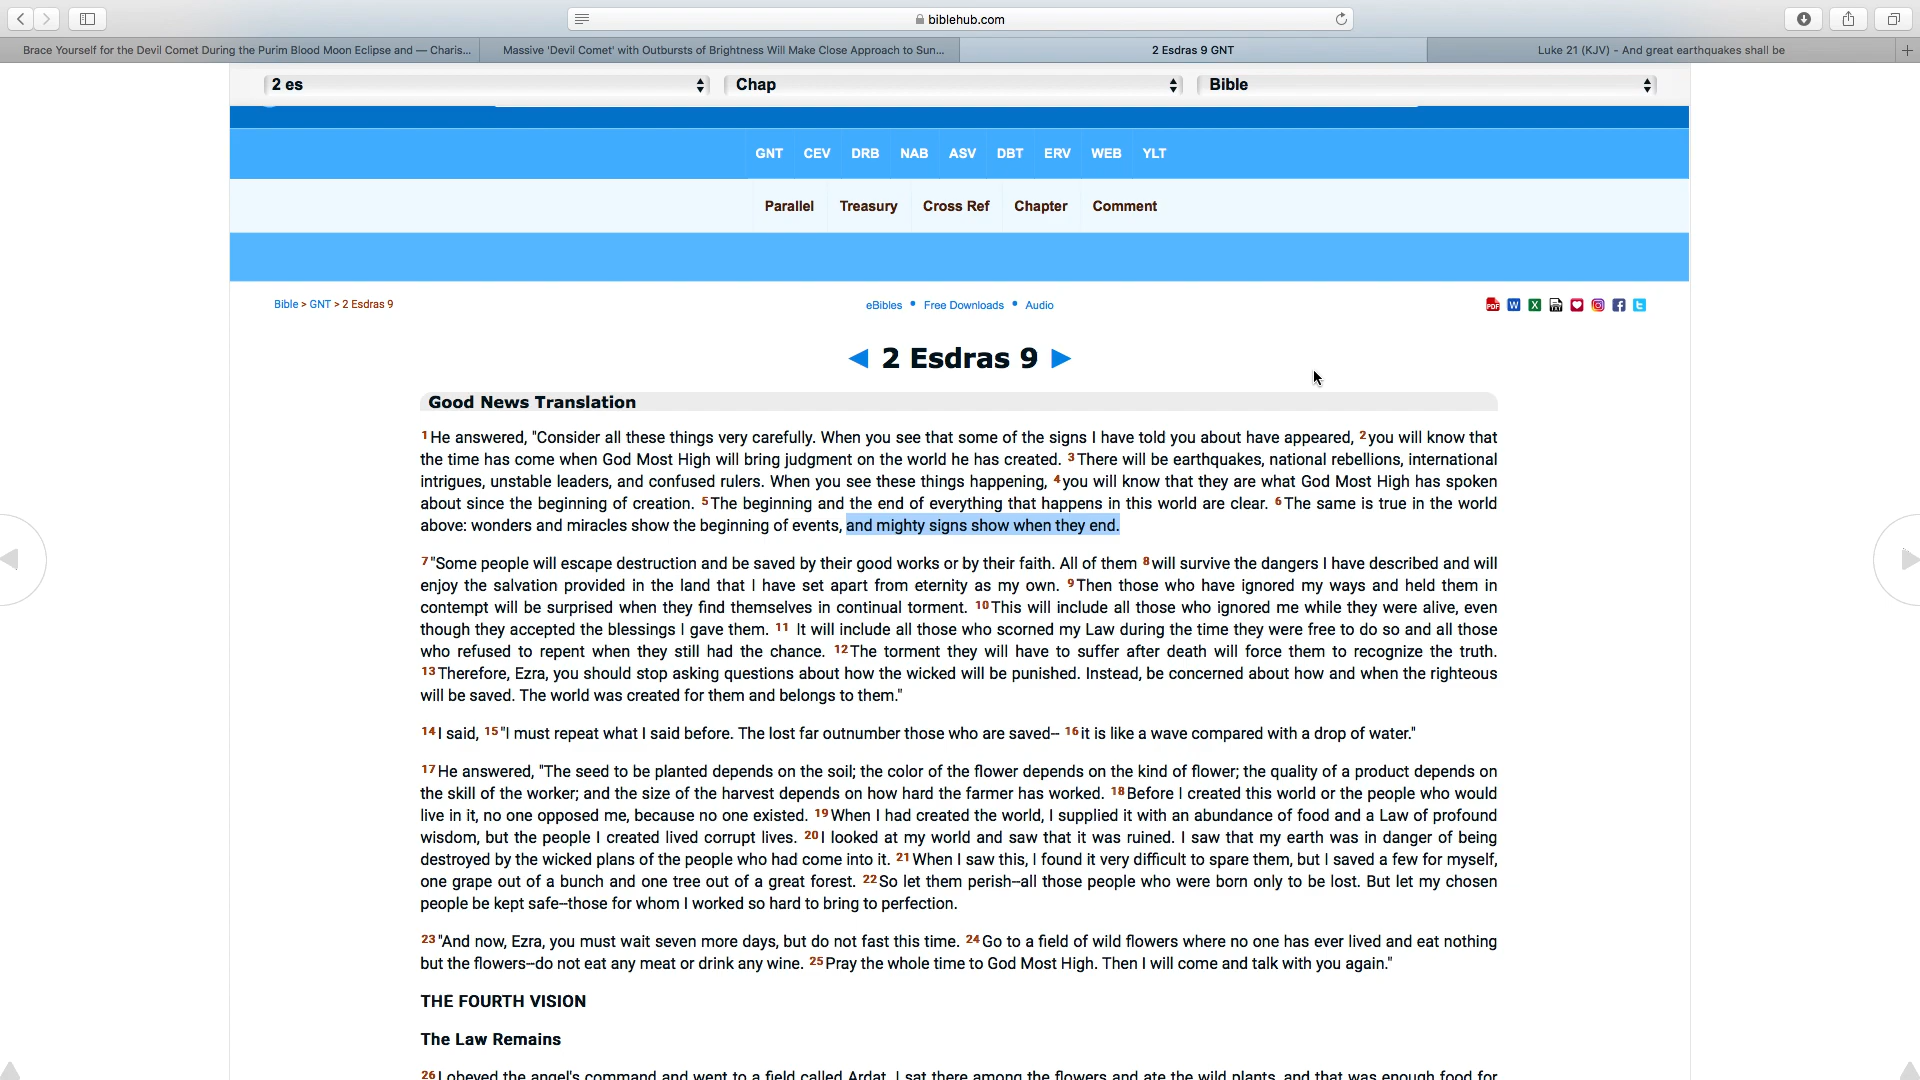 biblehub.com
Brace Yourself for the Devil Comet During the Purim Blood Moon Eclipse and — Charis...
Massive 'Devil Comet' with Outbursts of Brightness Will Make Close Approach to Sun...
2 Esdras 9 GNT
Luke 21 (KJV) - And great earthquakes shall be
2 es
Chap
Bible
GNT CEV DRB NAB ASV DBT ERV WEB YLT
Parallel Treasury Cross Ref Chapter Comment
Bible > GNT > 2 Esdras 9
eBibles • Free Downloads • Audio
◄ 2 Esdras 9 ►
Good News Translation
1 He answered, "Consider all these things very carefully. When you see that some of the signs I have told you about have appeared, 2 you will know that
the time has come when God Most High will bring judgment on the world he has created. 3 There will be earthquakes, national rebellions, international
intrigues, unstable leaders, and confused rulers. When you see these things happening, 4 you will know that they are what God Most High has spoken
about since the beginning of creation. 5 The beginning and the end of everything that happens in this world are clear. 6 The same is true in the world
above: wonders and miracles show the beginning of events, and mighty signs show when they end.
7 "Some people will escape destruction and be saved by their good works or by their faith. All of them 8 will survive the dangers I have described and will
enjoy the salvation provided in the land that I have set apart from eternity as my own. 9 Then those who have ignored my ways and held them in
contempt will be surprised when they find themselves in continual torment. 10 This will include all those who ignored me while they were alive, even
though they accepted the blessings I gave them. 11 It will include all those who scorned my Law during the time they were free to do so and all those
who refused to repent when they still had the chance. 12 The torment they will have to suffer after death will force them to recognize the truth.
13 Therefore, Ezra, you should stop asking questions about how the wicked will be punished. Instead, be concerned about how and when the righteous
will be saved. The world was created for them and belongs to them."
14 I said, 15 "I must repeat what I said before. The lost far outnumber those who are saved-- 16 it is like a wave compared with a drop of water."
17 He answered, "The seed to be planted depends on the soil; the color of the flower depends on the kind of flower; the quality of a product depends on
the skill of the worker; and the size of the harvest depends on how hard the farmer has worked. 18 Before I created this world or the people who would
live in it, no one opposed me, because no one existed. 19 When I had created the world, I supplied it with an abundance of food and a Law of profound
wisdom, but the people I created lived corrupt lives. 20 I looked at my world and saw that it was ruined. I saw that my earth was in danger of being
destroyed by the wicked plans of the people who had come into it. 21 When I saw this, I found it very difficult to spare them, but I saved a few for myself,
one grape out of a bunch and one tree out of a great forest. 22 So let them perish--all those people who were born only to be lost. But let my chosen
people be kept safe--those for whom I worked so hard to bring to perfection.
23 "And now, Ezra, you must wait seven more days, but do not fast this time. 24 Go to a field of wild flowers where no one has ever lived and eat nothing
but the flowers--do not eat any meat or drink any wine. 25 Pray the whole time to God Most High. Then I will come and talk with you again."
THE FOURTH VISION
The Law Remains
26 I obeyed the angel's command and went to a field called Ardat. I sat there among the flowers and ate the wild plants, and that was enough food for